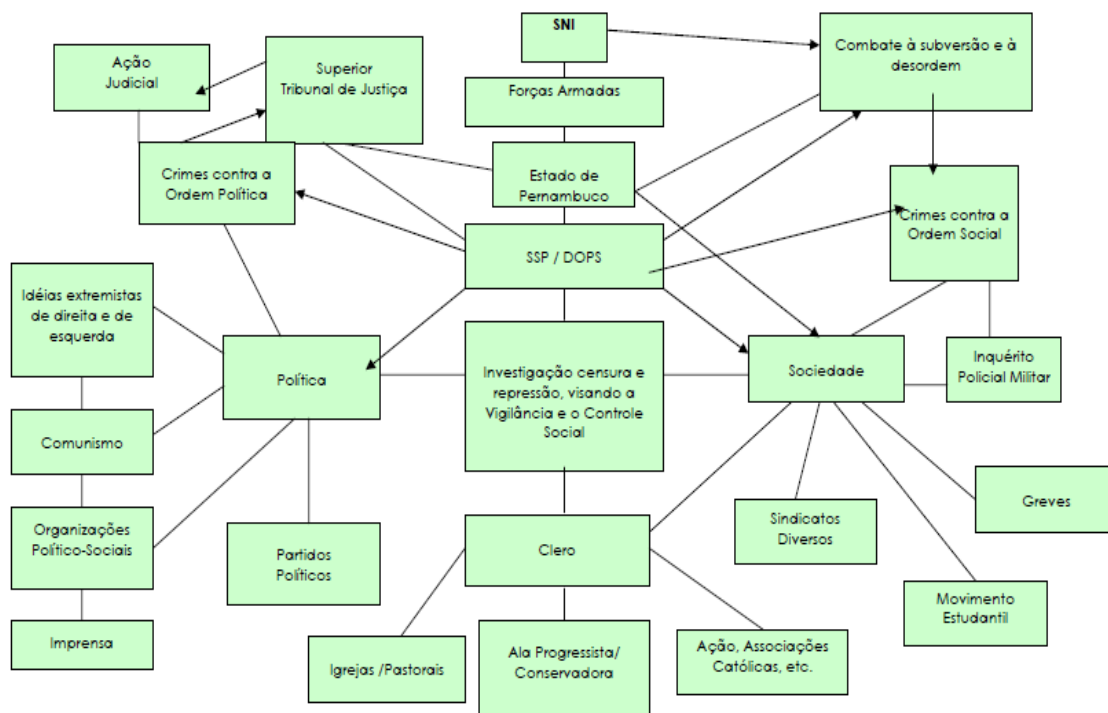 SNI
Combate à subversão e à
desordem
Ação
Judicial
Superior
Tribunal de Justiça
Forças Armadas
Crimes contra a
Ordem Política
Estado de
Pernambuco
Crimes contra a
Ordem Social
SSP / DOPS
Idéias extremistas
de direita e de
esquerda
Política
Investigação censura e
repressão, visando a
Vigilância e o Controle
Social
Sociedade
Inquérito
Policial Militar
Comunismo
Organizações
Político-Sociais
Imprensa
Partidos
Políticos
Clero
Sindicatos
Diversos
Greves
Movimento
Estudantil
Igrejas /Pastorais
Ala Progressista/
Conservadora
Ação, Associações
Católicas, etc.